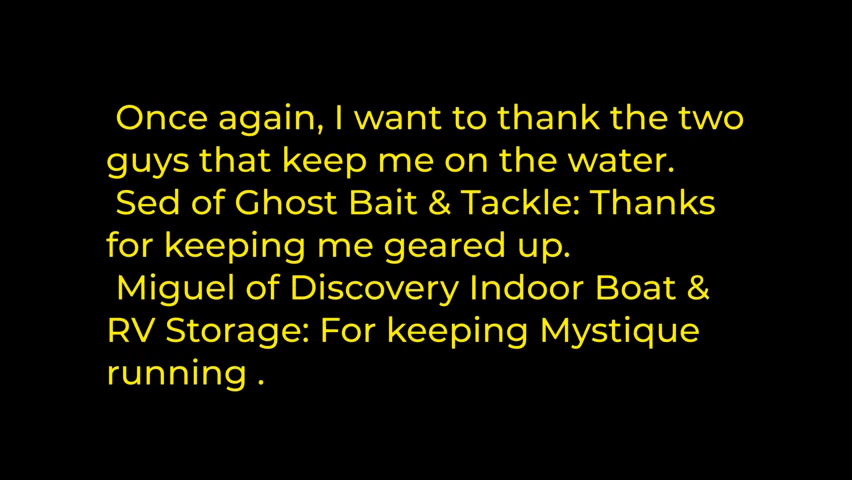 Once again, I want to thank the two
guys that keep me on the water.
Sed of Ghost Bait & Tackle: Thanks
for keeping me geared up.
Miguel of Discovery Indoor Boat &
RV Storage: For keeping Mystique
running .